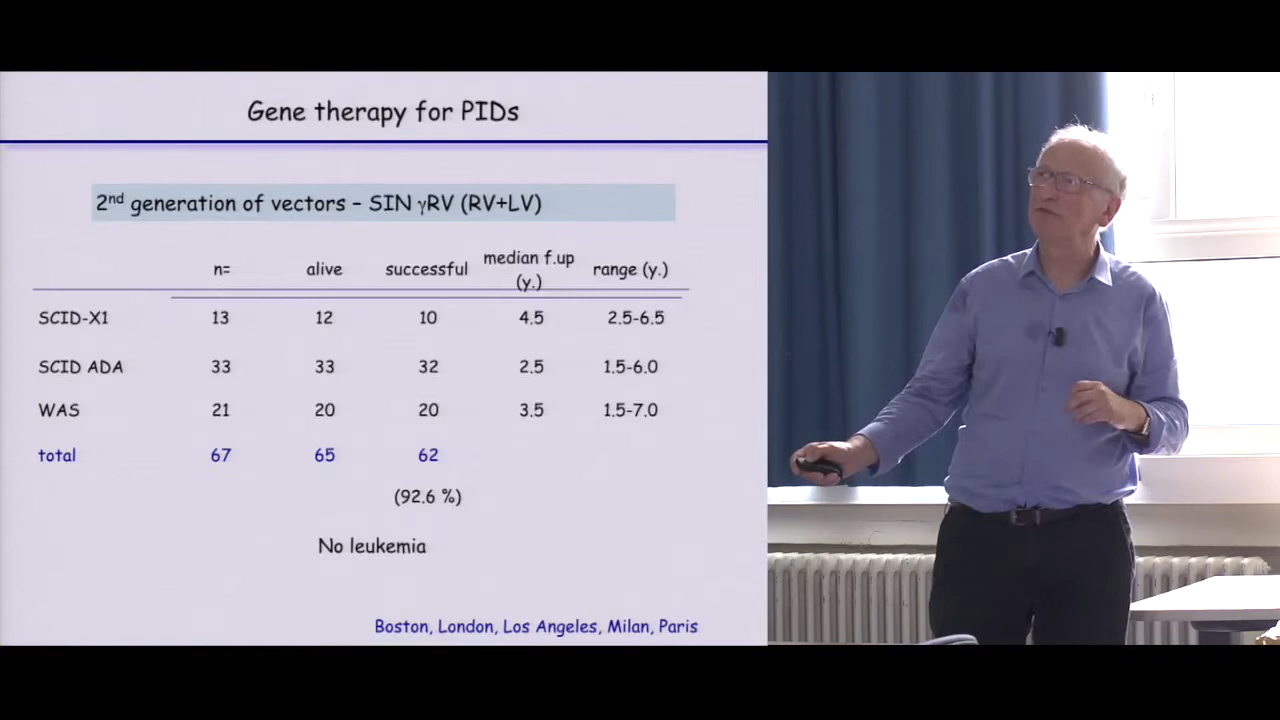 Gene therapy for PIDs
2nd generation of vectors – SIN γRV (RV+LV)
n= alive successful median f.up (y.) range (y.)
SCID-X1 13 12 10 4.5 2.5-6.5
SCID ADA 33 33 32 2.5 1.5-6.0
WAS 21 20 20 3.5 1.5-7.0
total 67 65 62
(92.6 %)
No leukemia
Boston, London, Los Angeles, Milan, Paris